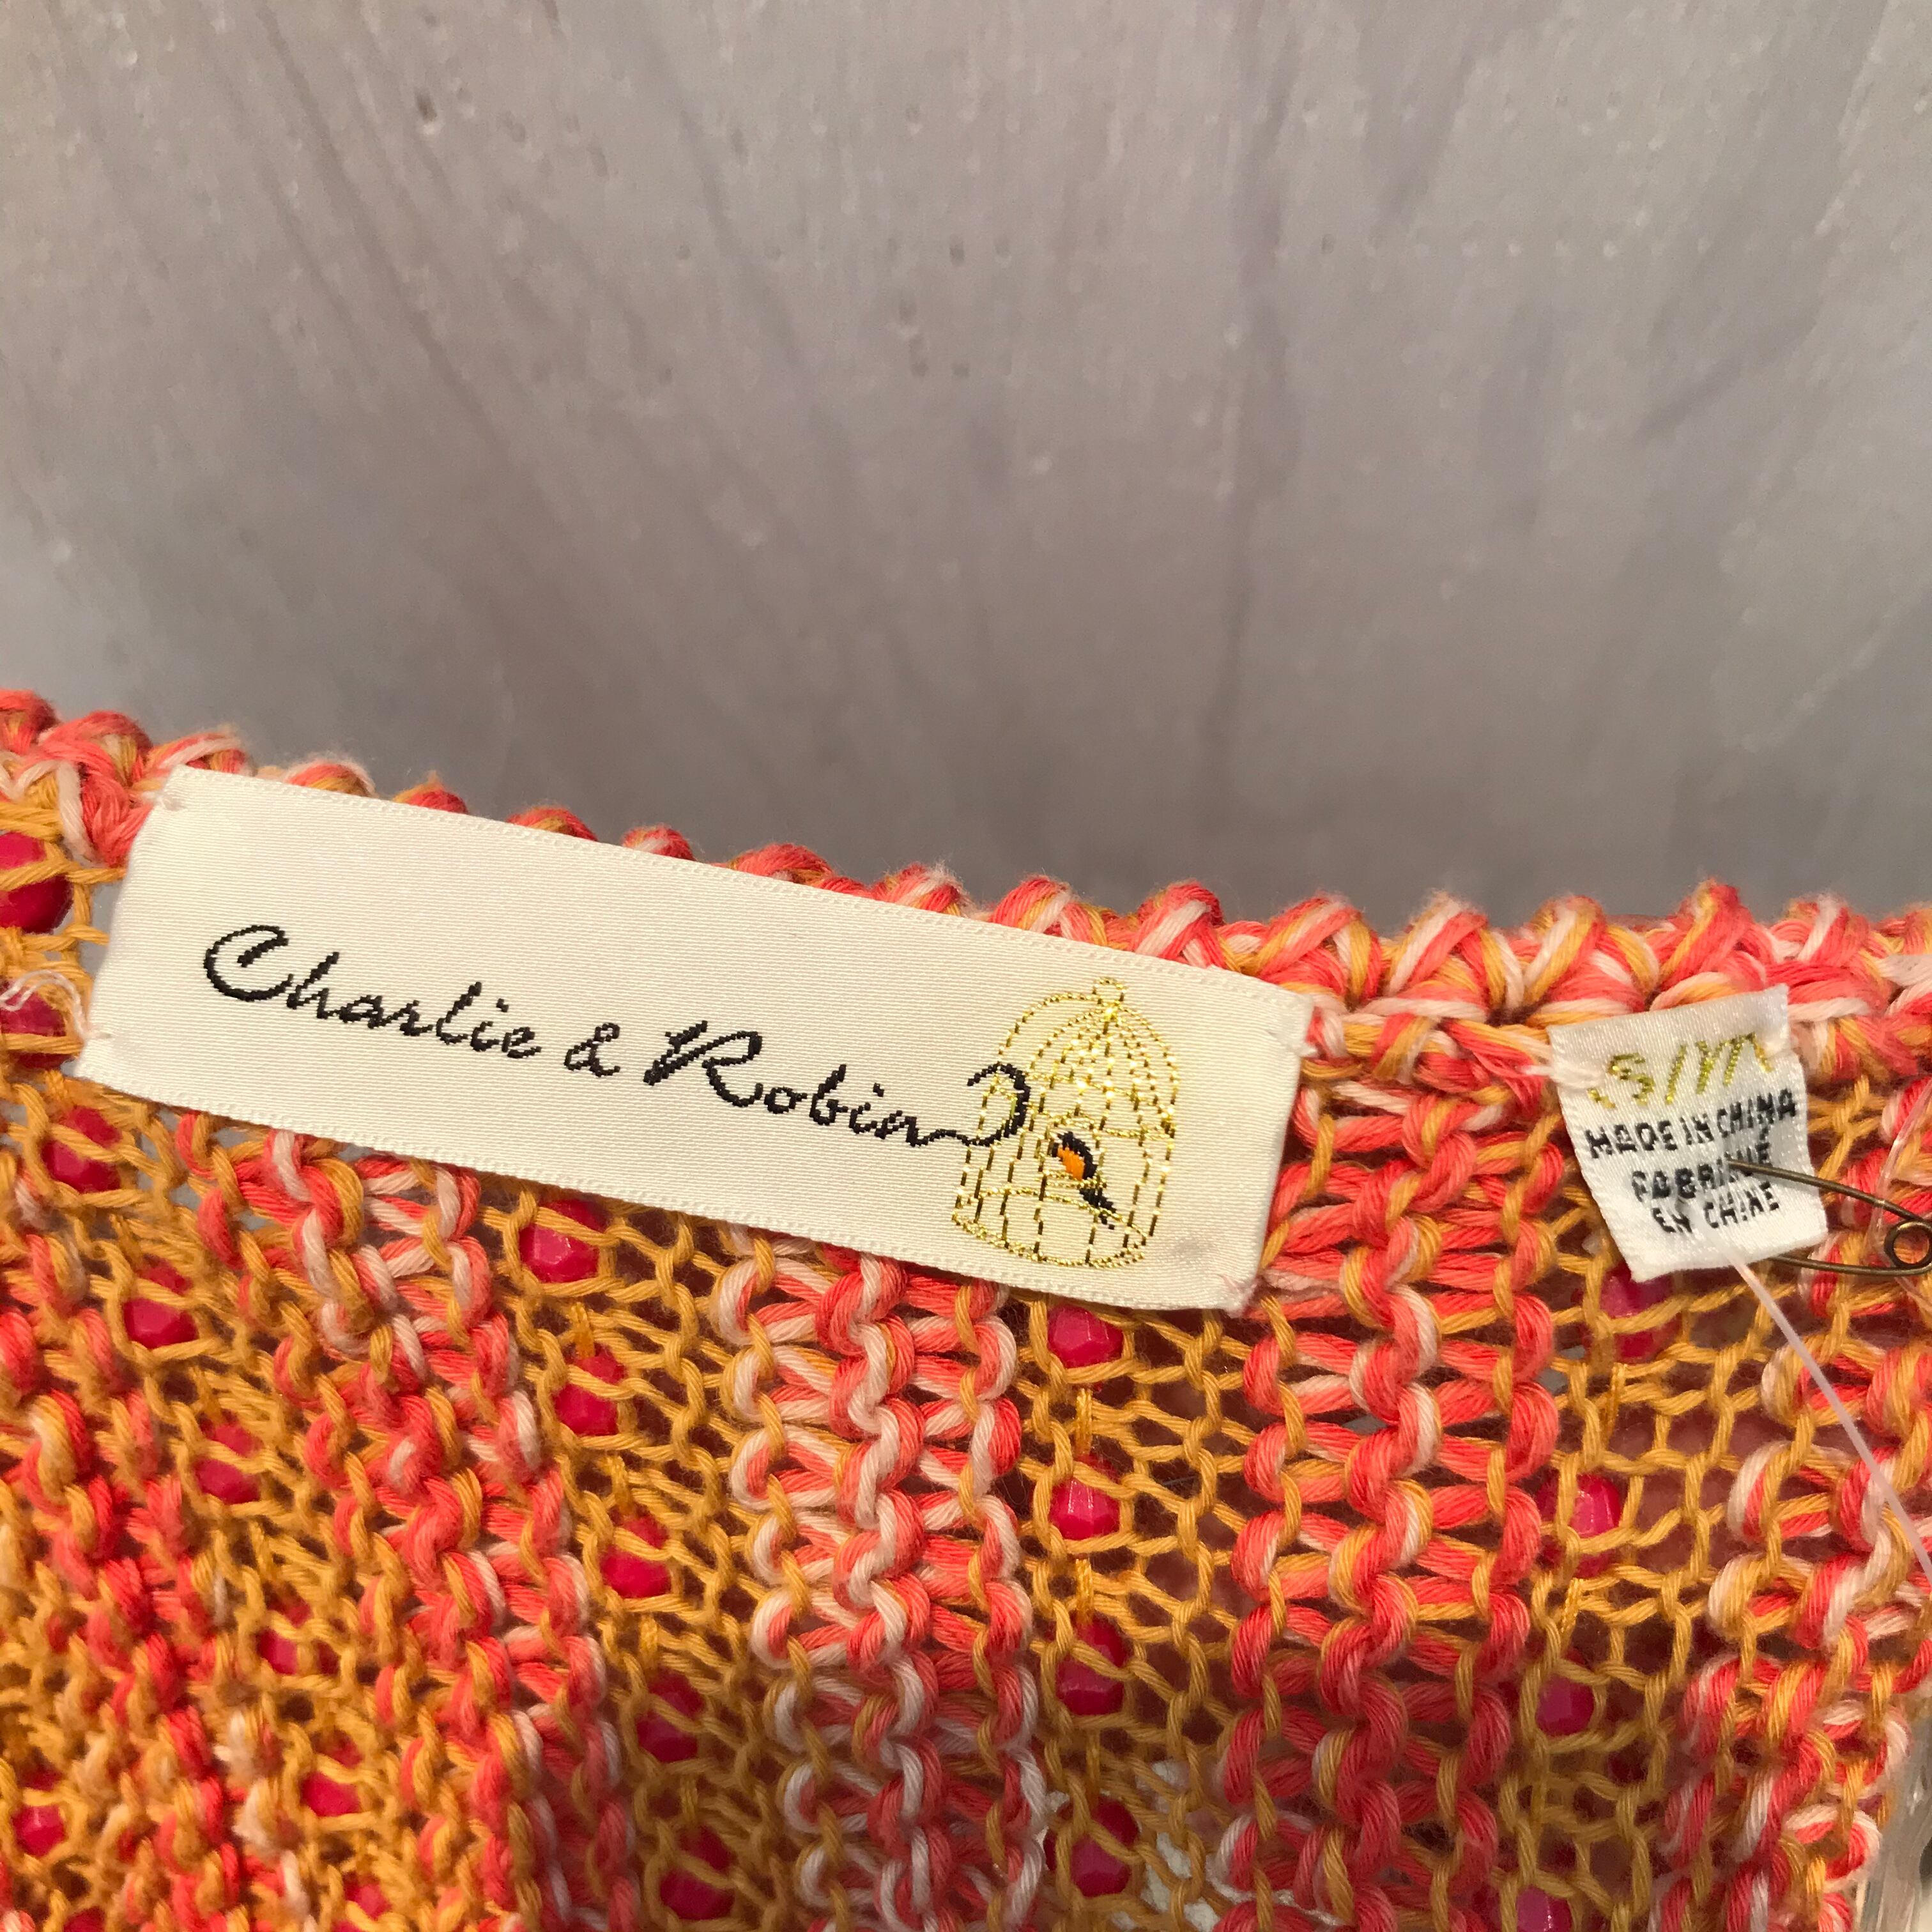 Charlie & Robin
S/M
MADE IN CHINA
FABRIQUÉ
EN CHINE